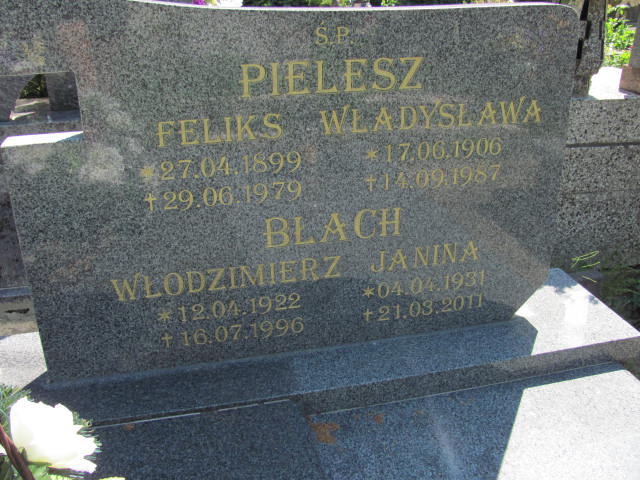 S.P.
PIELESZ
FELIKS WŁADYSŁAWA
*27.04.1899 *17.06.1906
†29.06.1979 †14.09.1987
BLACH
WŁODZIMIERZ JANINA
*12.04.1922 *04.04.1931
†16.07.1996 †21.03.2011